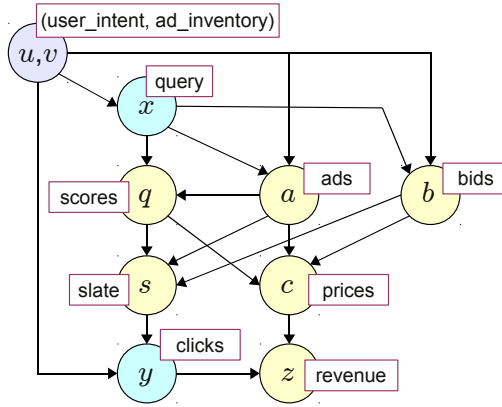 (user_intent, ad_inventory)
u,v
query
x
scores
q
a
ads
b
bids
slate
s
c
prices
clicks
y
z
revenue